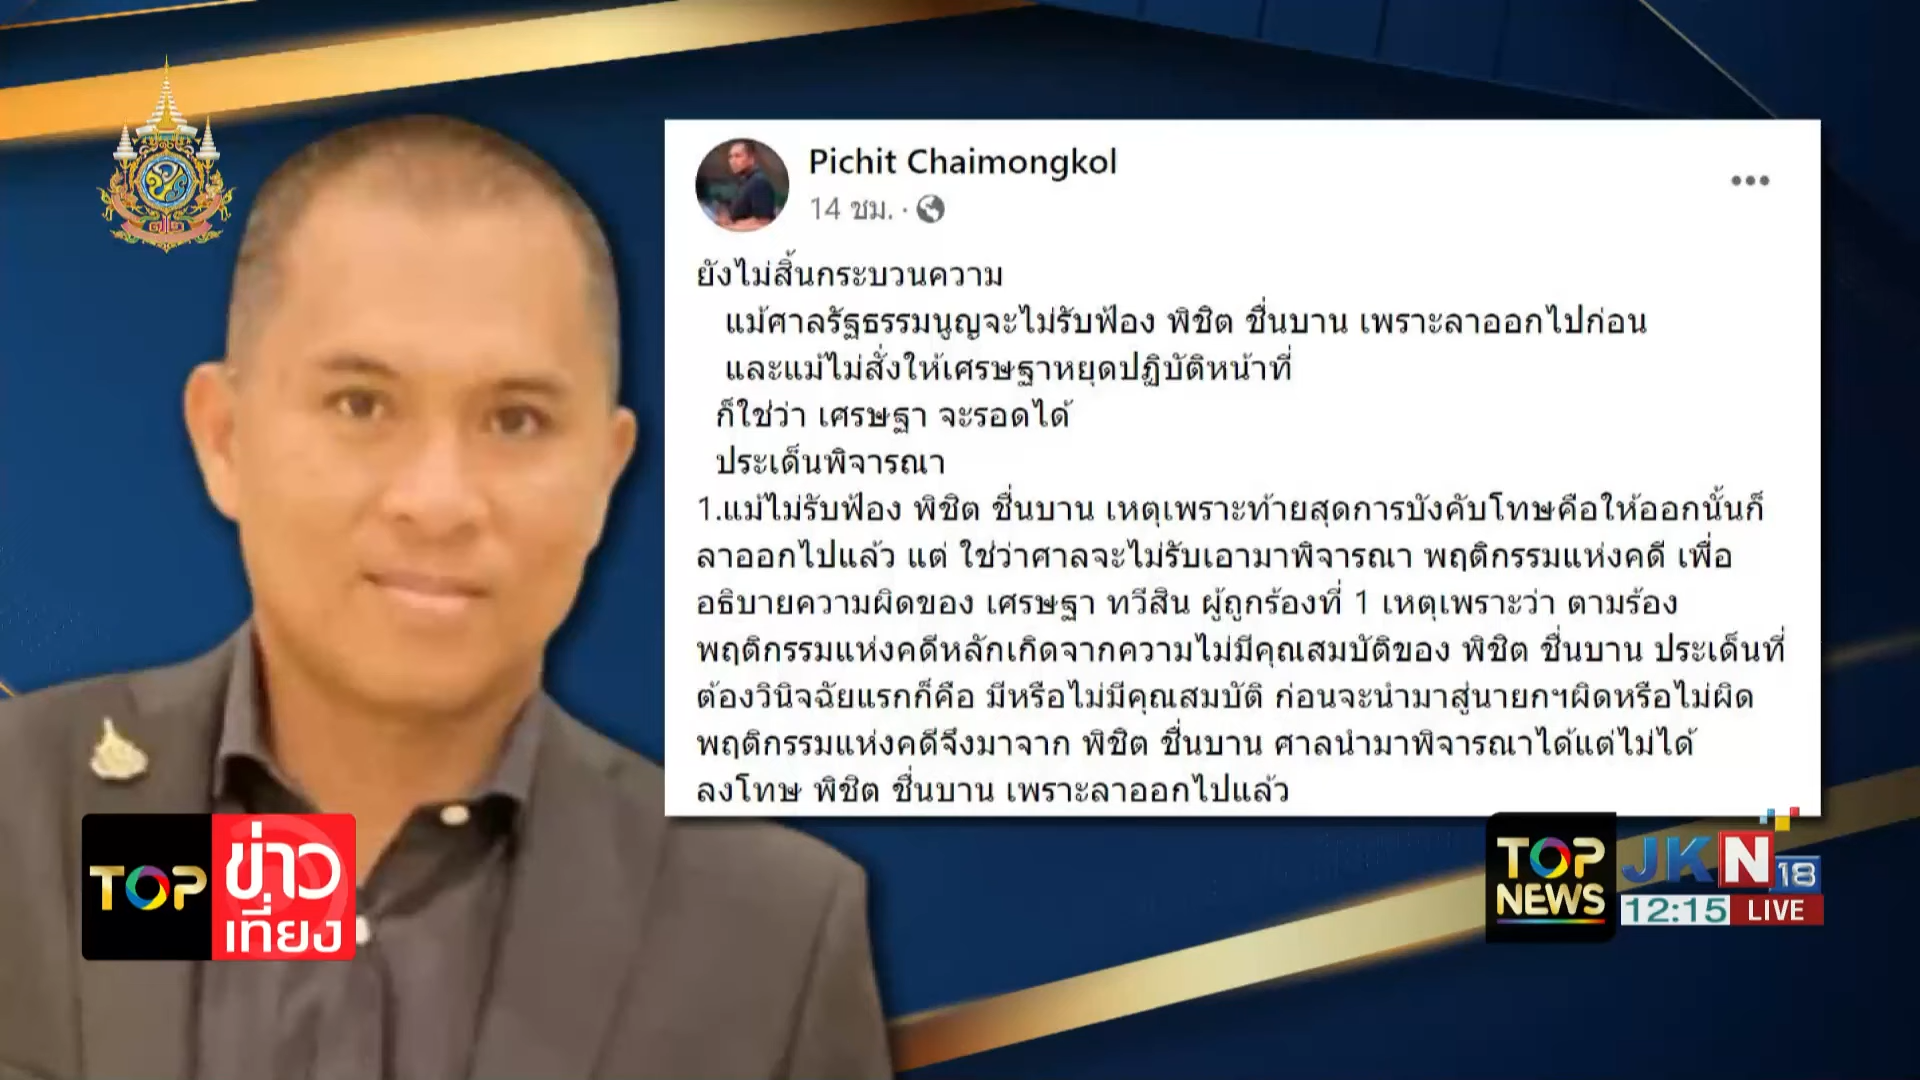 Pichit Chaimongkol
14 ชม.
ยังไม่สิ้นกระบวนความ
แม้ศาลรัฐธรรมนูญจะไม่รับฟ้อง พิชิต ชื่นบาน เพราะลาออกไปก่อน
และแม้ไม่สั่งให้เศรษฐาหยุดปฏิบัติหน้าที่
ก็ใช่ว่า เศรษฐา จะรอดได้
ประเด็นพิจารณา
1.แม้ไม่รับฟ้อง พิชิต ชื่นบาน เหตุเพราะท้ายสุดการบังคับโทษคือให้ออกนั้นก็
ลาออกไปแล้ว แต่ ใช่ว่าศาลจะไม่รับเอามาพิจารณา พฤติกรรมแห่งคดี เพื่อ
อธิบายความผิดของ เศรษฐา ทวีสิน ผู้ถูกร้องที่ 1 เหตุเพราะว่า ตามร้อง
พฤติกรรมแห่งคดีหลักเกิดจากความไม่มีคุณสมบัติของ พิชิต ชื่นบาน ประเด็นที่
ต้องวินิจฉัยแรกก็คือ มีหรือไม่มีคุณสมบัติ ก่อนจะนำมาสู่นายกฯผิดหรือไม่ผิด
พฤติกรรมแห่งคดีจึงมาจาก พิชิต ชื่นบาน ศาลนำมาพิจารณาได้แต่ไม่ได้
ลงโทษ พิชิต ชื่นบาน เพราะลาออกไปแล้ว
TOP ข่าว
เที่ยง
TOP
NEWS
JKN 18
12:15 LIVE